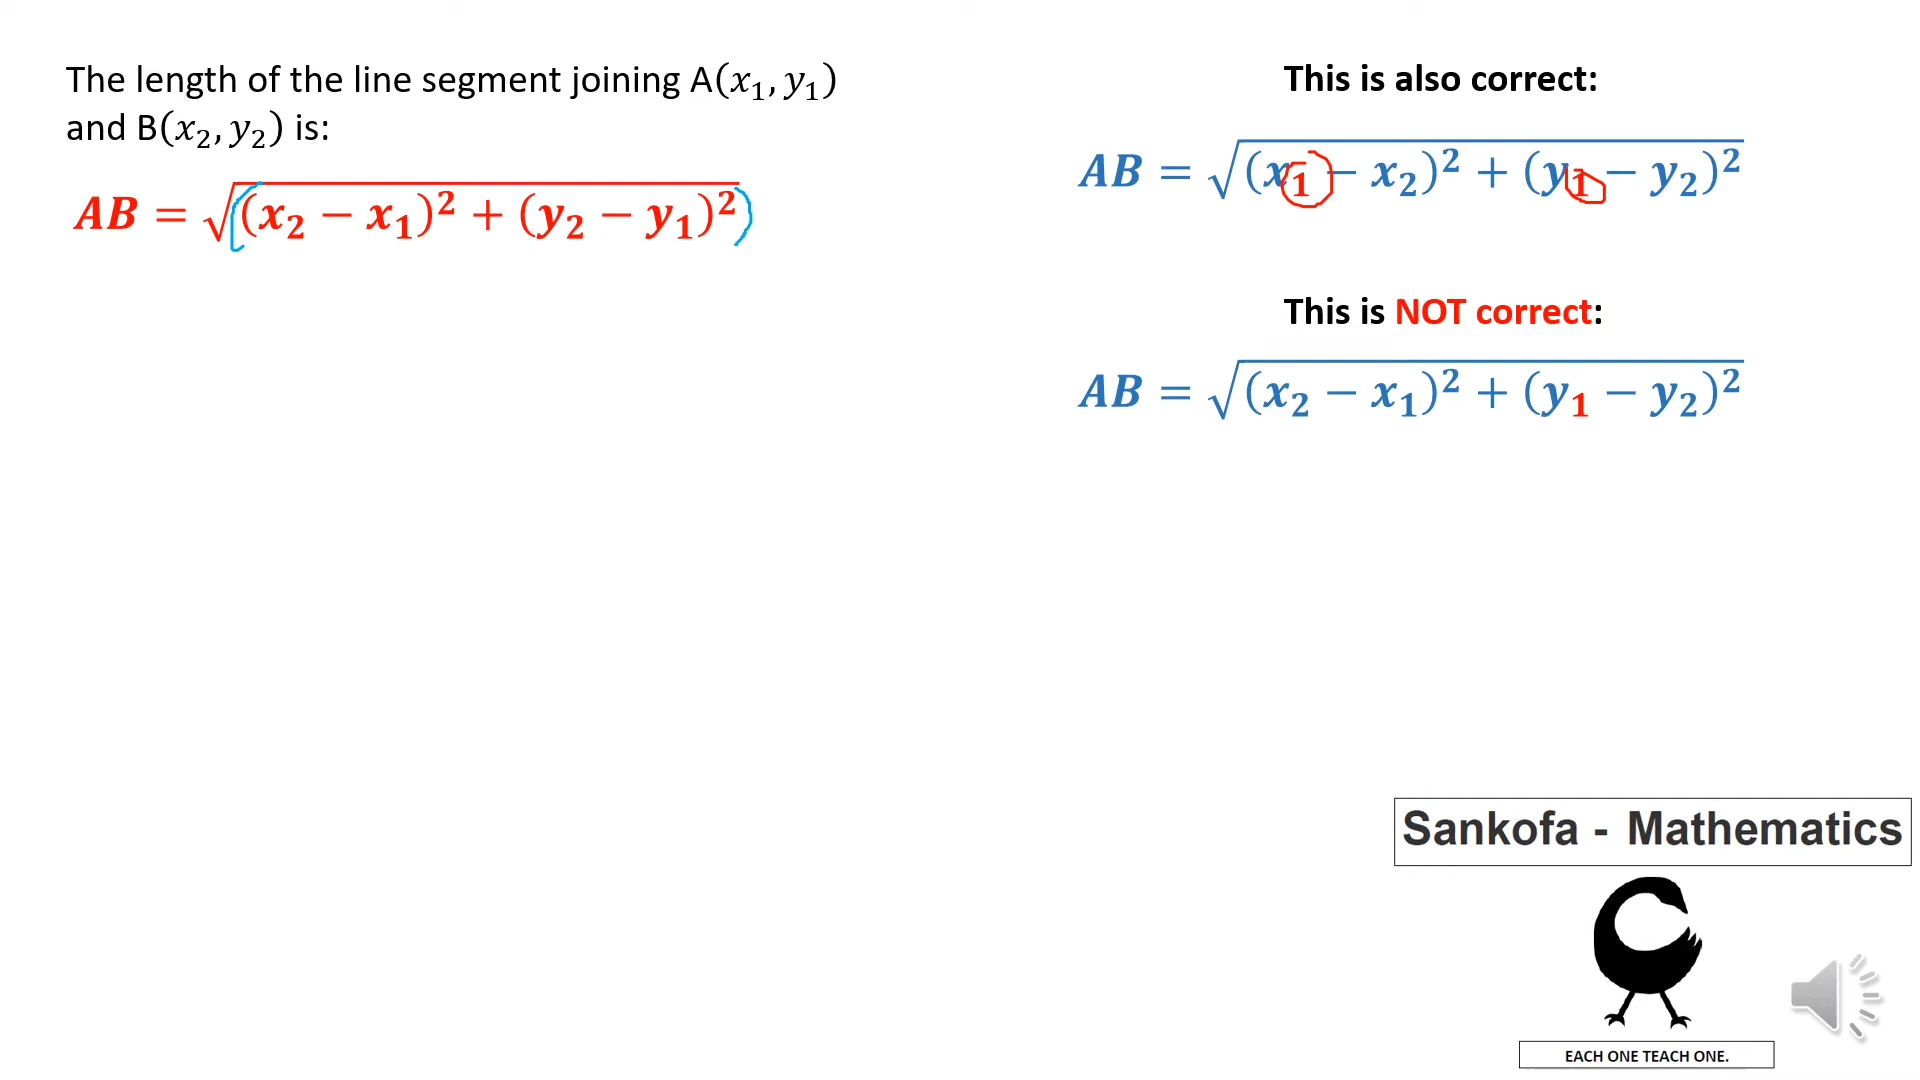 The length of the line segment joining A(x₁, y₁)
and B(x₂, y₂) is:
AB = √((x₂ − x₁)² + (y₂ − y₁)²)
This is also correct:
AB = √(x₁ − x₂)² + (y₁ − y₂)²
This is NOT correct:
AB = √(x₂ − x₁)² + (y₁ − y₂)²
Sankofa - Mathematics
EACH ONE TEACH ONE.